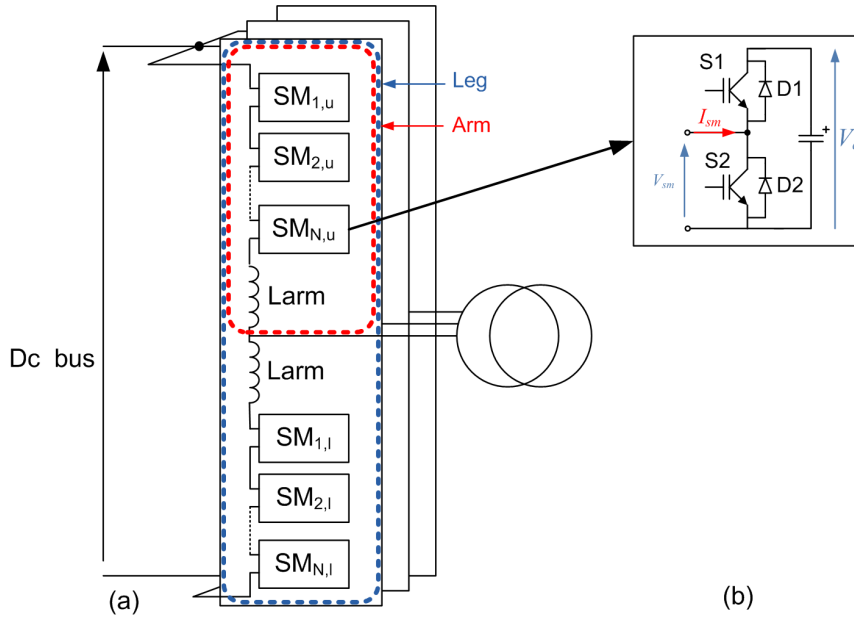 Leg
Arm
SM1,u
SM2,u
SMN,u
Larm
Dc bus
Larm
SM1,l
SM2,l
SMN,l
(a)
S1
D1
Ism
+
S2
D2
Vsm
V
(b)